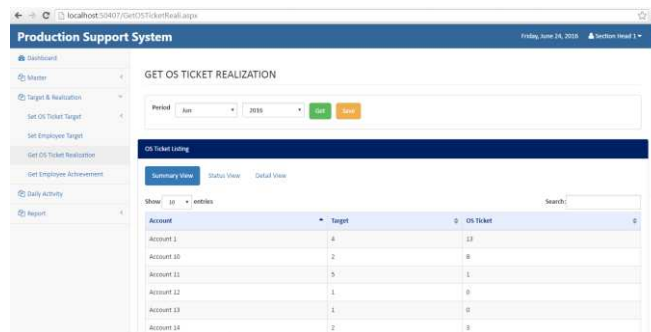 localhost:50407/GetOSTicketReali.aspx
Production Support System
Friday, June 24, 2016 Section Head 1
Dashboard
Master
Target & Realization
Set OS Ticket Target
Set Employee Target
Get OS Ticket Realization
Get Employee Achievement
Daily Activity
Report
GET OS TICKET REALIZATION
Period Jun 2016 Get Save
OS Ticket Listing
Summary View Status View Detail View
Show 10 entries Search:
Account Target OS Ticket
Account 1 4 13
Account 10 2 8
Account 11 5 1
Account 12 1 0
Account 13 1 0
Account 14 2 3